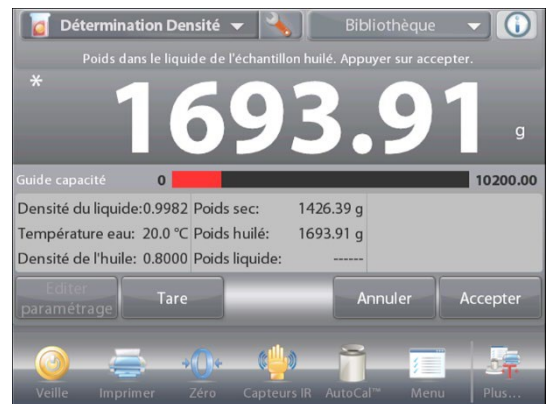 Détermination Densité Bibliothèque
Poids dans le liquide de l'échantillon huilé. Appuyer sur accepter.
* 1693.91 g
Guide capacité 0 10200.00
Densité du liquide:0.9982 Poids sec: 1426.39 g
Température eau: 20.0 °C Poids huilé: 1693.91 g
Densité de l'huile: 0.8000 Poids liquide: ------
Editer paramétrage Tare Annuler Accepter
Veille Imprimer Zéro Capteurs IR AutoCal™ Menu Plus...